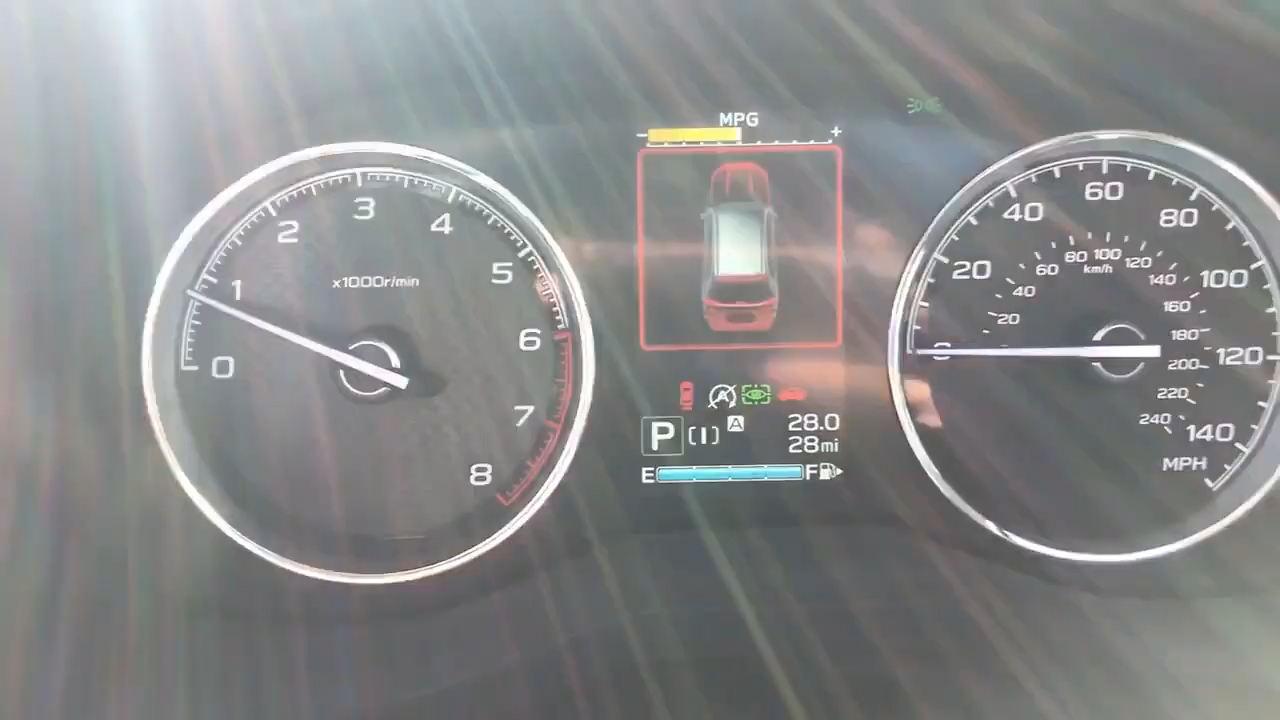 MPG
- +
0 1 2 3 4 5 6 7 8
x1000r/min
A
P
A
28.0
28mi
E F
20 40 60 80 100 120 140
MPH
20 40 60 80 100 120 140 160 180 200 220 240
km/h